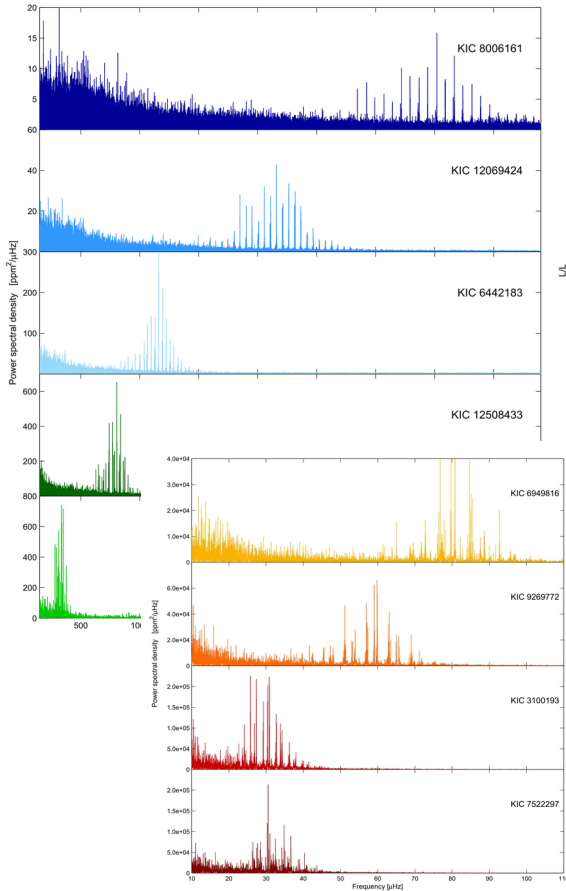 20
15
10
5
60
KIC 8006161
40
20
300
KIC 12069424
200
100
KIC 6442183
600
400
200
800
KIC 12508433
600
400
200
0
500
Power spectral density [ppm²/μHz]
L/L
4.0e+04
3.0e+04
2.0e+04
1.0e+04
0
KIC 6949816
6.0e+04
4.0e+04
2.0e+04
0
KIC 9269772
2.0e+05
1.5e+05
1.0e+05
5.0e+04
0
KIC 3100193
2.0e+05
1.5e+05
1.0e+05
5.0e+04
0
KIC 7522297
Power spectral density [ppm²/μHz]
10 20 30 40 50 60 70 80 90 100
Frequency [μHz]